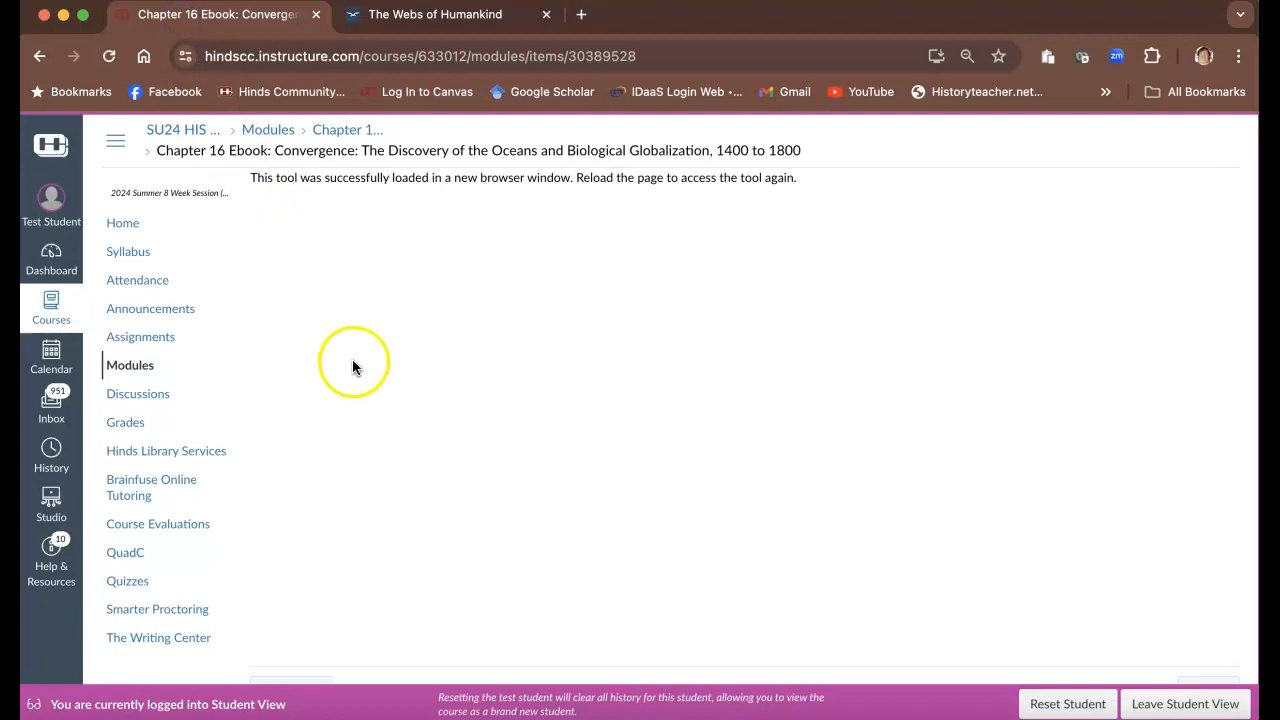 Chapter 16 Ebook: Converger
The Webs of Humankind
hindscc.instructure.com/courses/633012/modules/items/30389528
Bookmarks
Facebook
Hinds Community...
Log In to Canvas
Google Scholar
IDaaS Login Web •...
Gmail
YouTube
Historyteacher.net...
All Bookmarks
SU24 HIS ... › Modules › Chapter 1...
› Chapter 16 Ebook: Convergence: The Discovery of the Oceans and Biological Globalization, 1400 to 1800
This tool was successfully loaded in a new browser window. Reload the page to access the tool again.
2024 Summer 8 Week Session (...
Home
Syllabus
Attendance
Announcements
Assignments
Modules
Discussions
Grades
Hinds Library Services
Brainfuse Online
Tutoring
Course Evaluations
QuadC
Quizzes
Smarter Proctoring
The Writing Center
Test Student
Dashboard
Courses
Calendar
951
Inbox
History
Studio
10
Help &
Resources
You are currently logged into Student View
Resetting the test student will clear all history for this student, allowing you to view the
course as a brand new student.
Reset Student
Leave Student View
zm